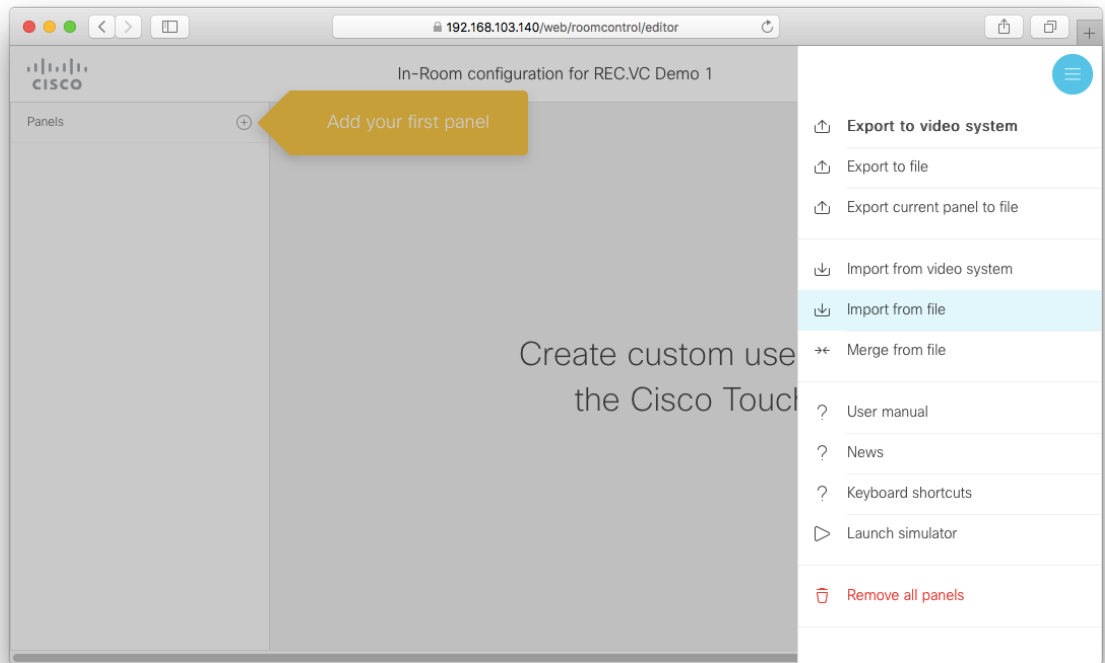 192.168.103.140/web/roomcontrol/editor
CISCO
In-Room configuration for REC.VC Demo 1
Panels
Add your first panel
Create custom use
the Cisco Touch
Export to video system
Export to file
Export current panel to file
Import from video system
Import from file
Merge from file
? User manual
? News
? Keyboard shortcuts
Launch simulator
Remove all panels